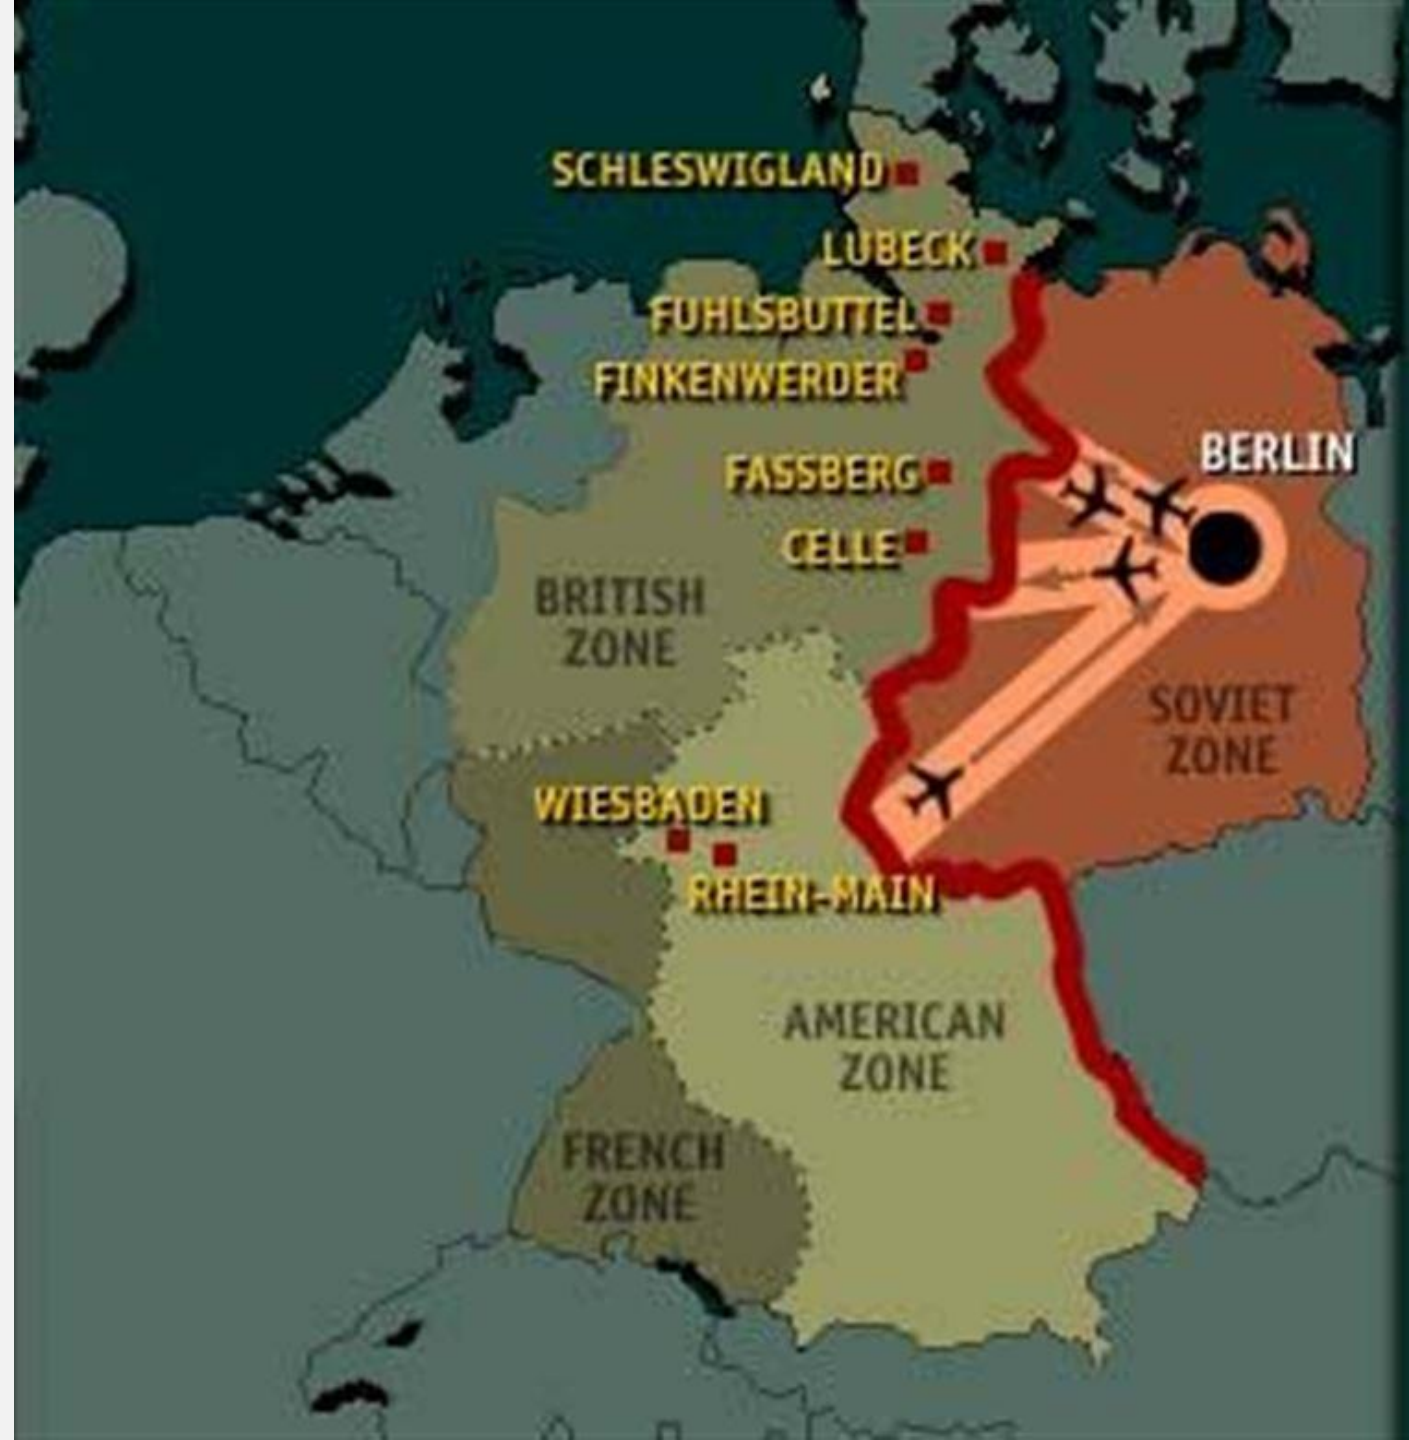 SCHLESWIGLAND
LUBECK
FUHLSBUTTEL
FINKENWERDER
BERLIN
FASSBERG
CELLE
BRITISH
ZONE
SOVIET
ZONE
WIESBADEN
RHEIN-MAIN
AMERICAN
ZONE
FRENCH
ZONE